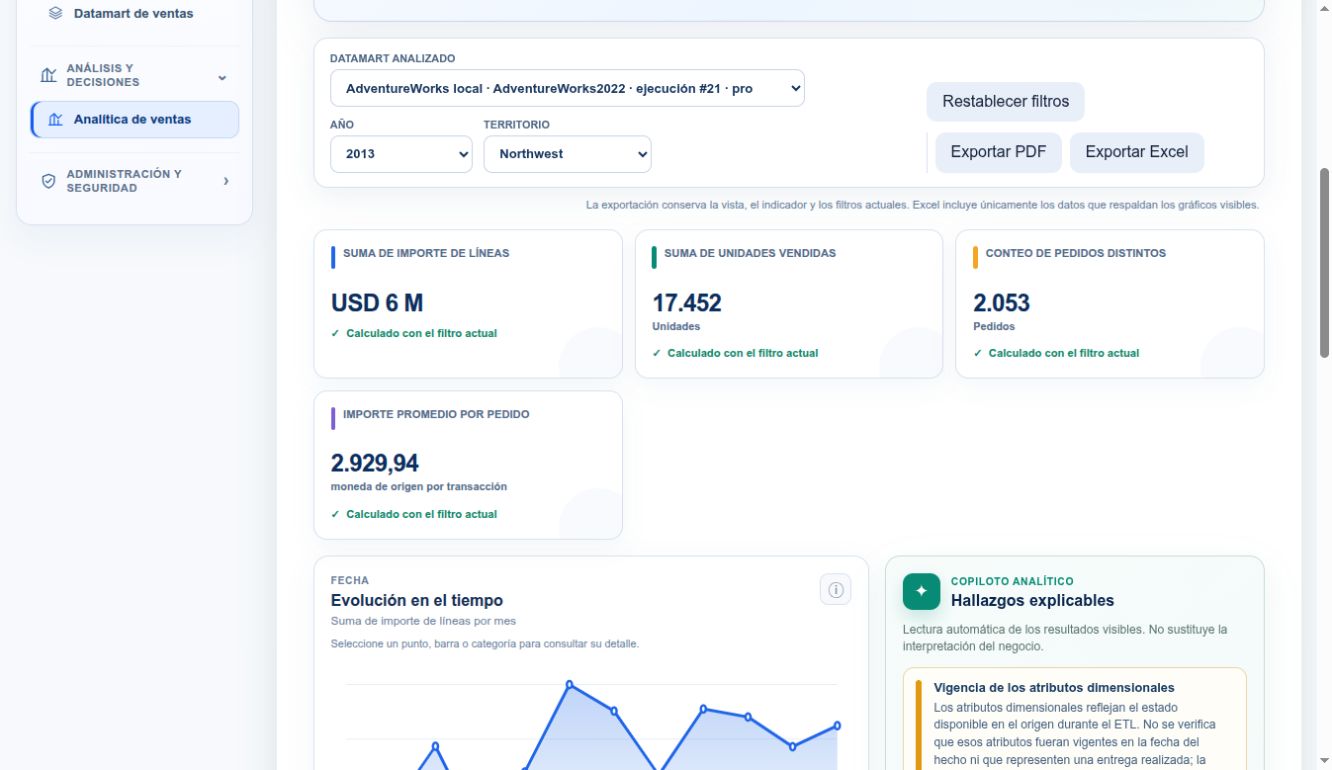 Datamart de ventas
ANÁLISIS Y
DECISIONES
Analítica de ventas
ADMINISTRACIÓN Y
SEGURIDAD
DATAMART ANALIZADO
AdventureWorks local · AdventureWorks2022 · ejecución #21 · pro
AÑO
TERRITORIO
2013
Northwest
Restablecer filtros
Exportar PDF
Exportar Excel
La exportación conserva la vista, el indicador y los filtros actuales. Excel incluye únicamente los datos que respaldan los gráficos visibles.
SUMA DE IMPORTE DE LÍNEAS
USD 6 M
✓ Calculado con el filtro actual
SUMA DE UNIDADES VENDIDAS
17.452
Unidades
✓ Calculado con el filtro actual
CONTEO DE PEDIDOS DISTINTOS
2.053
Pedidos
✓ Calculado con el filtro actual
IMPORTE PROMEDIO POR PEDIDO
2.929,94
moneda de origen por transacción
✓ Calculado con el filtro actual
FECHA
Evolución en el tiempo
Suma de importe de líneas por mes
Seleccione un punto, barra o categoría para consultar su detalle.
COPILOTO ANALÍTICO
Hallazgos explicables
Lectura automática de los resultados visibles. No sustituye la
interpretación del negocio.
Vigencia de los atributos dimensionales
Los atributos dimensionales reflejan el estado
disponible en el origen durante el ETL. No se verifica
que esos atributos fueran vigentes en la fecha del
hecho ni que representen una entrega realizada; la